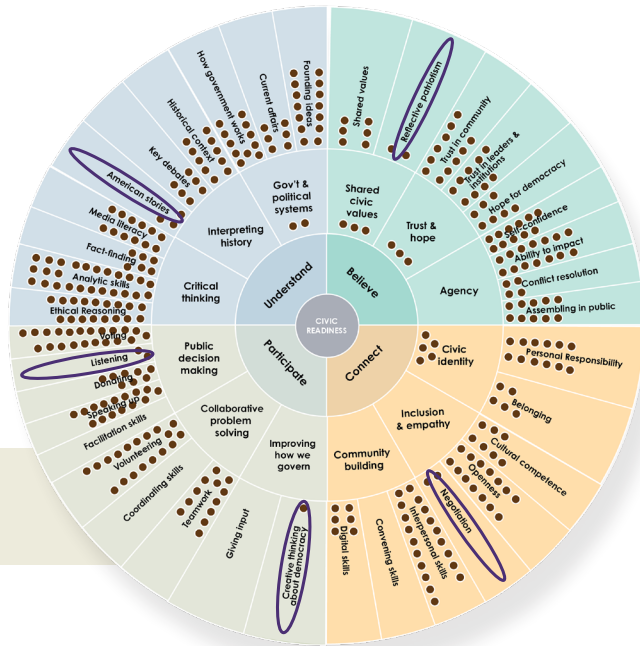 CIVIC
READINESS
Understand
Believe
Connect
Participate
Gov't &
political
systems
Interpreting
history
Critical
thinking
Shared
civic
values
Trust &
hope
Agency
Civic
identity
Inclusion
& empathy
Community
building
Improving
how we
govern
Collaborative
problem
solving
Public
decision
making
Founding ideas
Current affairs
How government
works
Historical
context
Key debates
American stories
Media literacy
Fact-finding
Analytic skills
Ethical Reasoning
Shared values
Reflective patriotism
Trust in community
Trust in leaders &
institutions
Hope for democracy
Self-confidence
Ability to impact
Conflict resolution
Assembling in public
Personal Responsibility
Belonging
Cultural competence
Openness
Negotiation
Interpersonal skills
Convening skills
Digital skills
Creative thinking
about democracy
Giving input
Teamwork
Coordinating skills
Volunteering
Facilitation skills
Speaking up
Donating
Listening
Voting